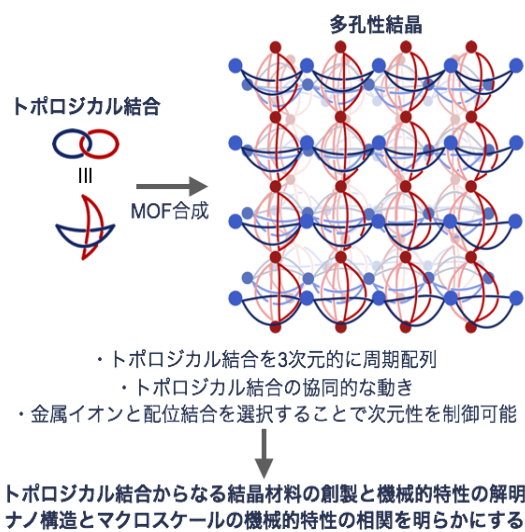 多孔性結晶
トポロジカル結合
MOF合成
・トポロジカル結合を3次元的に周期配列
・トポロジカル結合の協同的な動き
・金属イオンと配位結合を選択することで次元性を制御可能
トポロジカル結合からなる結晶材料の創製と機械的特性の解明
ナノ構造とマクロスケールの機械的特性の相関を明らかにする